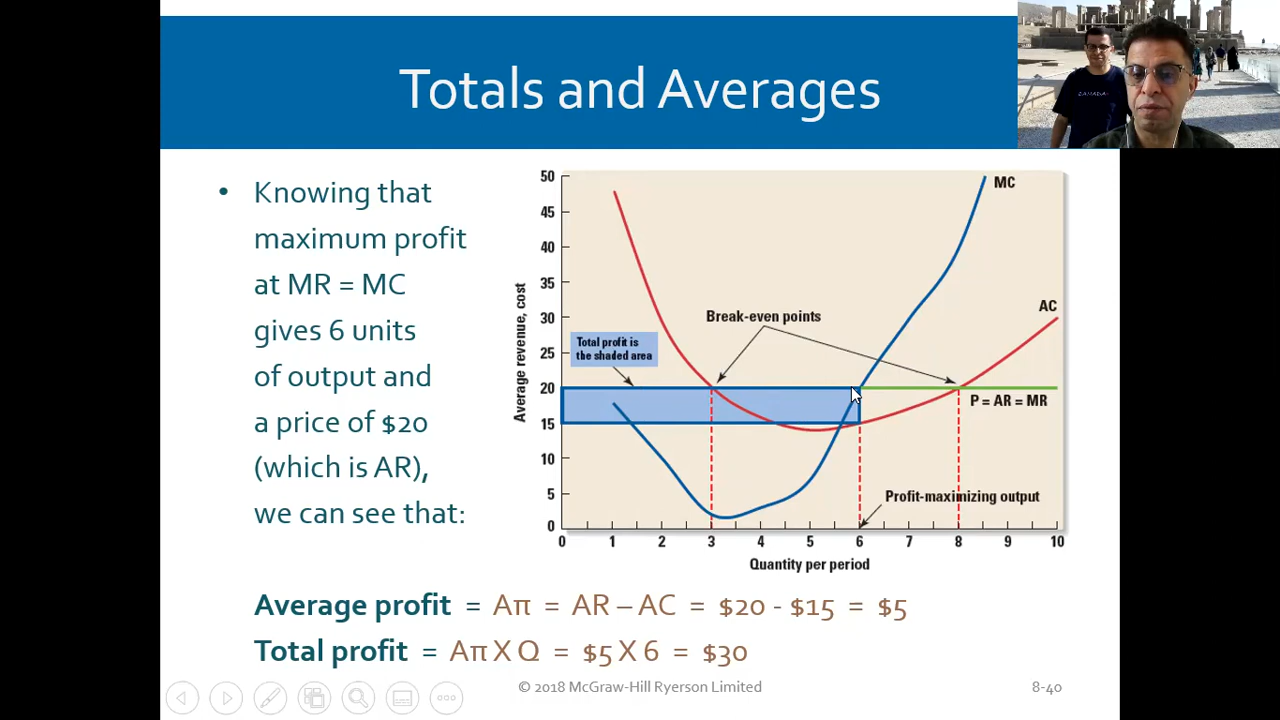 Totals and Averages
CANADA
• Knowing that
maximum profit
at MR = MC
gives 6 units
of output and
a price of $20
(which is AR),
we can see that:
50
45
40
35
30
25
20
15
10
5
0
Average revenue, cost
MC
AC
Break-even points
Total profit is
the shaded area
P = AR = MR
Profit-maximizing output
0 1 2 3 4 5 6 7 8 9 10
Quantity per period
Average profit = Aπ = AR – AC = $20 - $15 = $5
Total profit = Aπ X Q = $5 X 6 = $30
© 2018 McGraw-Hill Ryerson Limited
8-40